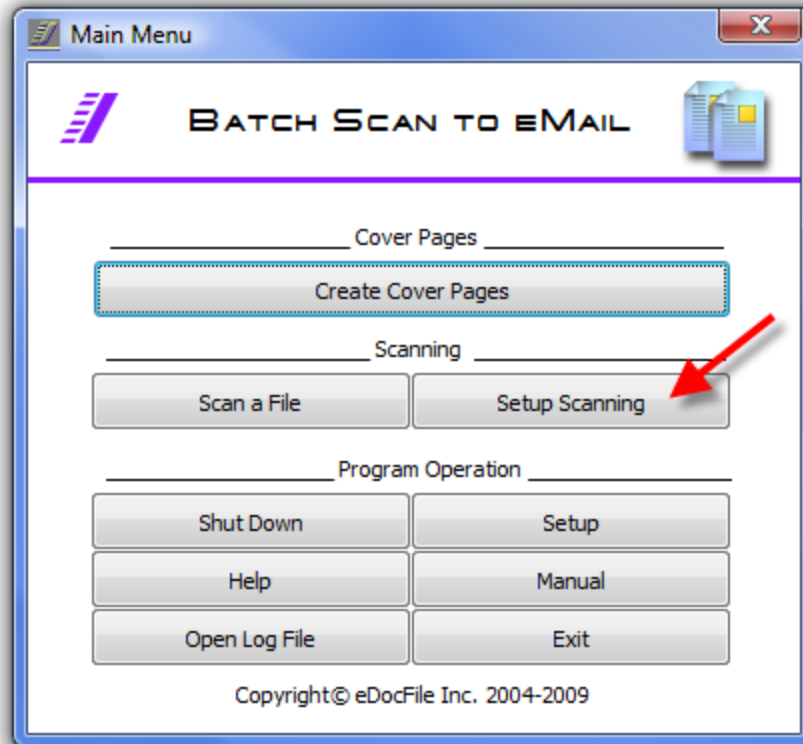 Main Menu
BATCH SCAN TO EMAIL
Cover Pages
Create Cover Pages
Scanning
Scan a File Setup Scanning
Program Operation
Shut Down Setup
Help Manual
Open Log File Exit
Copyright© eDocFile Inc. 2004-2009